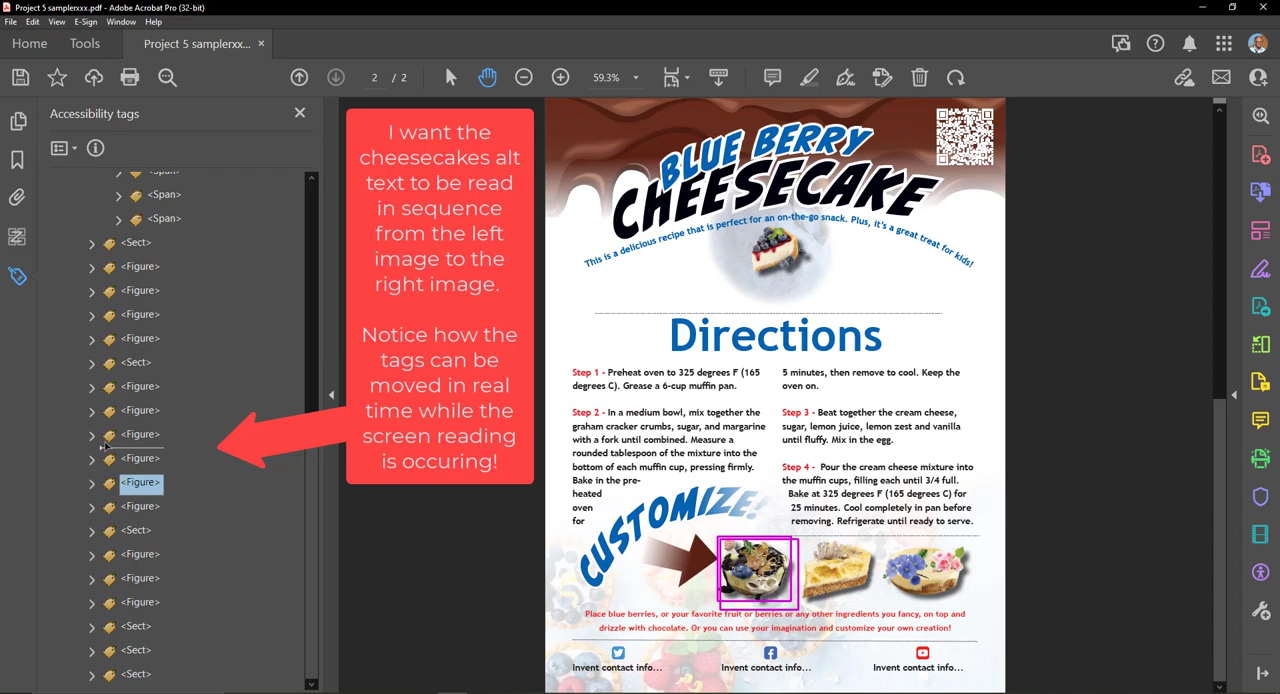 Project 5 samplerxxx.pdf - Adobe Acrobat Pro (32-bit)
File Edit View E-Sign Window Help
Home Tools Project 5 samplerxx... ×
2 / 2 59.3%
Accessibility tags
<Span>
<Span>
<Span>
<Sect>
<Figure>
<Figure>
<Figure>
<Figure>
<Sect>
<Figure>
<Figure>
<Figure>
<Figure>
<Figure>
<Figure>
<Sect>
<Figure>
<Figure>
<Figure>
<Sect>
<Sect>
<Sect>
I want the
cheesecakes alt
text to be read
in sequence
from the left
image to the
right image.
Notice how the
tags can be
moved in real
time while the
screen reading
is occuring!
BLUE BERRY
CHEESECAKE
This is a delicious recipe that is perfect for an on-the-go snack. Plus, it's a great treat for kids!
Directions
Step 1 - Preheat oven to 325 degrees F (165
degrees C). Grease a 6-cup muffin pan.
Step 2 - In a medium bowl, mix together the
graham cracker crumbs, sugar, and margarine
with a fork until combined. Measure a
rounded tablespoon of the mixture into the
bottom of each muffin cup, pressing firmly.
Bake in the pre-
heated
oven
for
5 minutes, then remove to cool. Keep the
oven on.
Step 3 - Beat together the cream cheese,
sugar, lemon juice, lemon zest and vanilla
until fluffy. Mix in the egg.
Step 4 - Pour the cream cheese mixture into
the muffin cups, filling each until 3/4 full.
Bake at 325 degrees F (165 degrees C) for
25 minutes. Cool completely in pan before
removing. Refrigerate until ready to serve.
CUSTOMIZE!
Place blue berries, or your favorite fruit or berries or any other ingredients you fancy, on top and
drizzle with chocolate. Or you can use your imagination and customize your own creation!
Invent contact info... Invent contact info... Invent contact info...